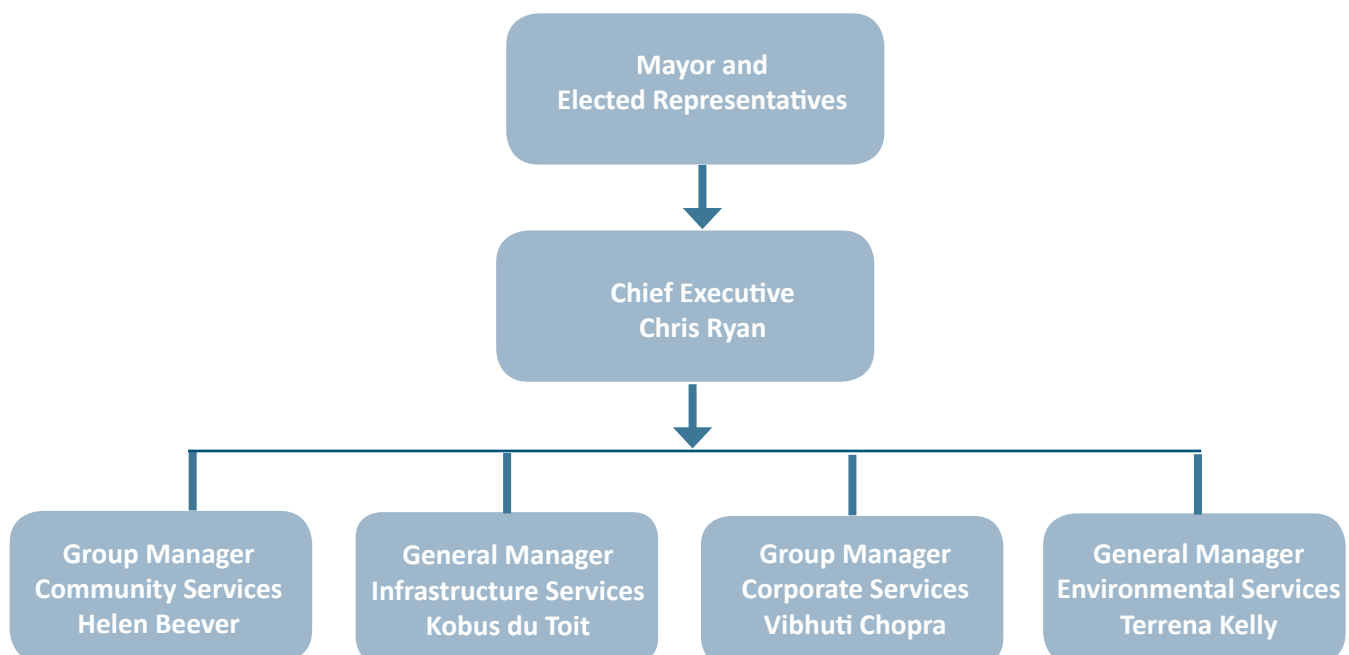 Mayor and
Elected Representatives
Chief Executive
Chris Ryan
Group Manager
Community Services
Helen Beever
General Manager
Infrastructure Services
Kobus du Toit
Group Manager
Corporate Services
Vibhuti Chopra
General Manager
Environmental Services
Terrena Kelly